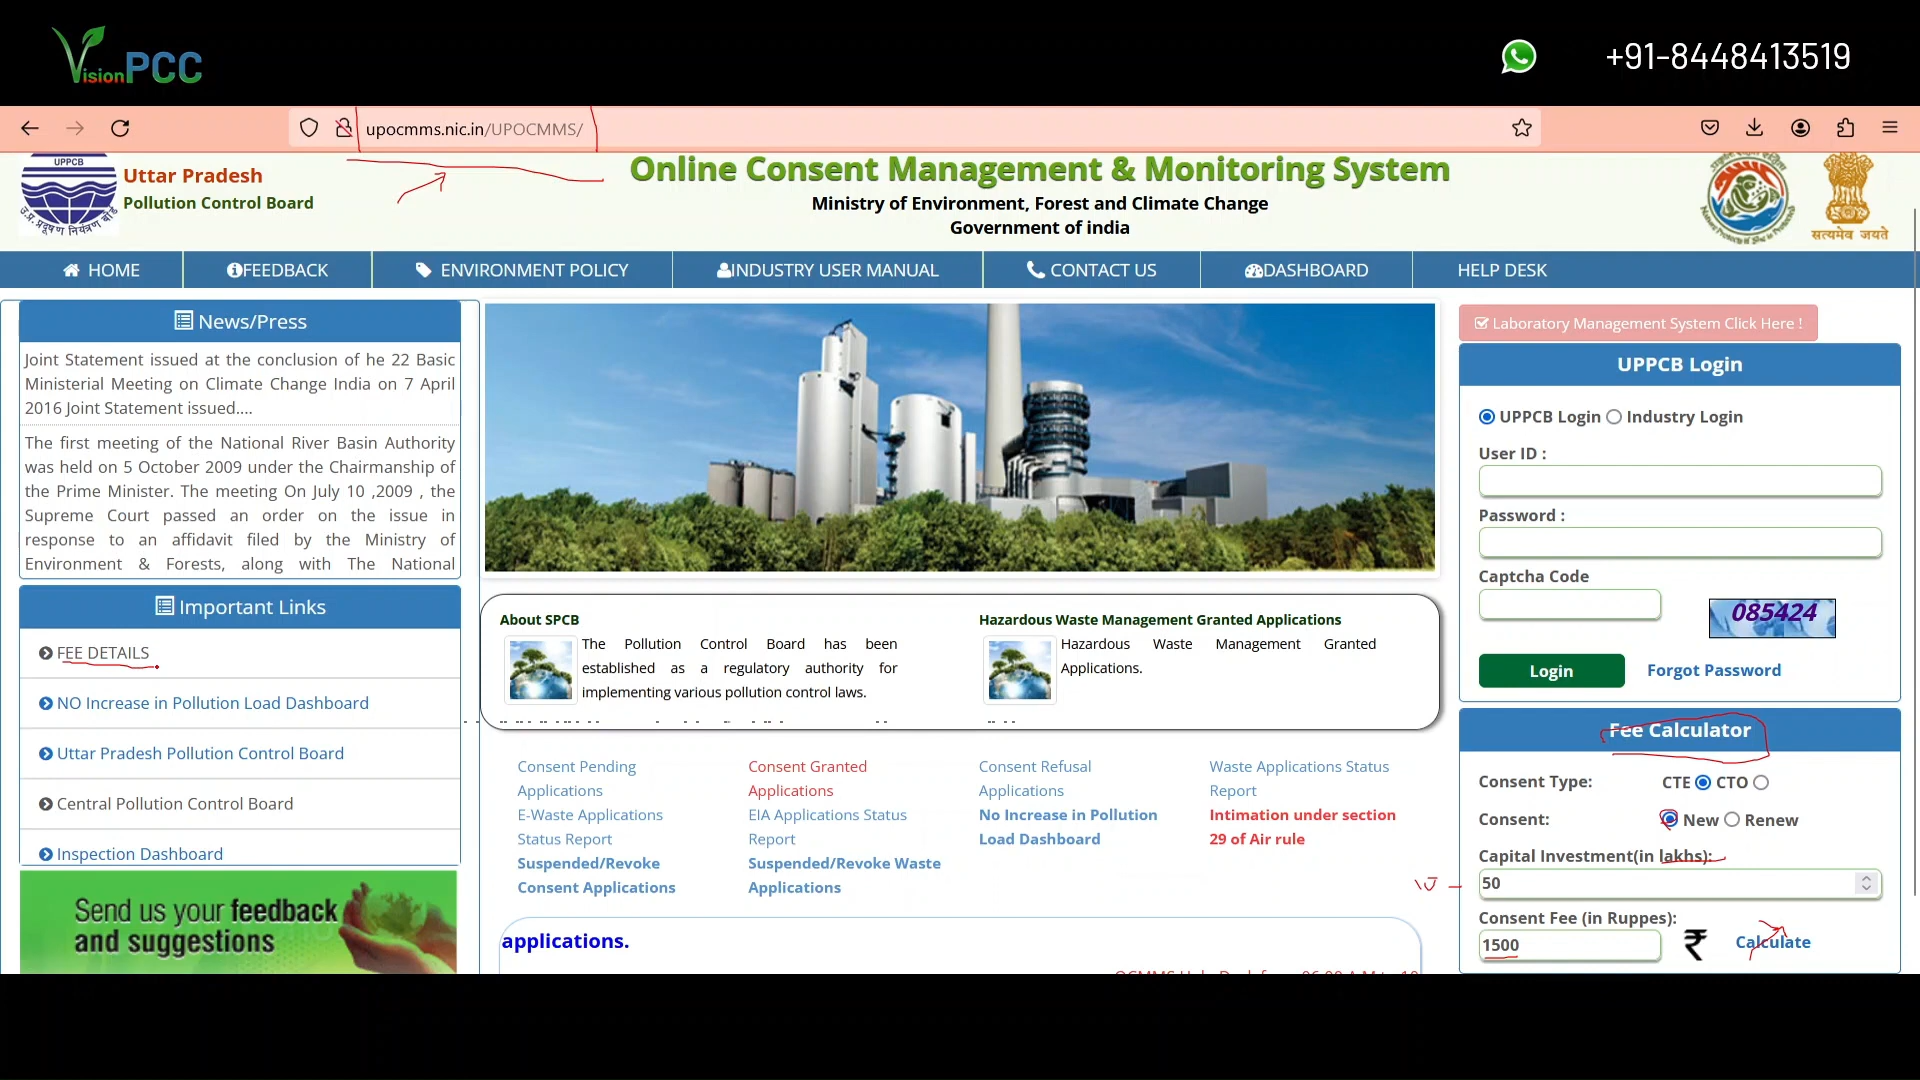 VisionPCC
+91-8448413519
upocmms.nic.in/UPOCMMS/
UPPCB
उ.प्र. प्रदूषण नियंत्रण बोर्ड
Uttar Pradesh
Pollution Control Board
Online Consent Management & Monitoring System
Ministry of Environment, Forest and Climate Change
Government of india
सत्यमेव जयते
HOME
FEEDBACK
ENVIRONMENT POLICY
INDUSTRY USER MANUAL
CONTACT US
DASHBOARD
HELP DESK
News/Press
Joint Statement issued at the conclusion of he 22 Basic
Ministerial Meeting on Climate Change India on 7 April
2016 Joint Statement issued....
The first meeting of the National River Basin Authority
was held on 5 October 2009 under the Chairmanship of
the Prime Minister. The meeting On July 10 ,2009 , the
Supreme Court passed an order on the issue in
response to an affidavit filed by the Ministry of
Environment & Forests, along with The National
Important Links
FEE DETAILS
NO Increase in Pollution Load Dashboard
Uttar Pradesh Pollution Control Board
Central Pollution Control Board
Inspection Dashboard
Send us your feedback
and suggestions
About SPCB
The Pollution Control Board has been
established as a regulatory authority for
implementing various pollution control laws.
Hazardous Waste Management Granted Applications
Hazardous Waste Management Granted
Applications.
Consent Pending
Applications
E-Waste Applications
Status Report
Suspended/Revoke
Consent Applications
Consent Granted
Applications
EIA Applications Status
Report
Suspended/Revoke Waste
Applications
Consent Refusal
Applications
No Increase in Pollution
Load Dashboard
Waste Applications Status
Report
Intimation under section
29 of Air rule
applications.
Laboratory Management System Click Here !
UPPCB Login
UPPCB Login Industry Login
User ID :
Password :
Captcha Code
085424
Login
Forgot Password
Fee Calculator
Consent Type: CTE CTO
Consent: New Renew
Capital Investment(in lakhs):
50
Consent Fee (in Ruppes):
1500 ₹ Calculate